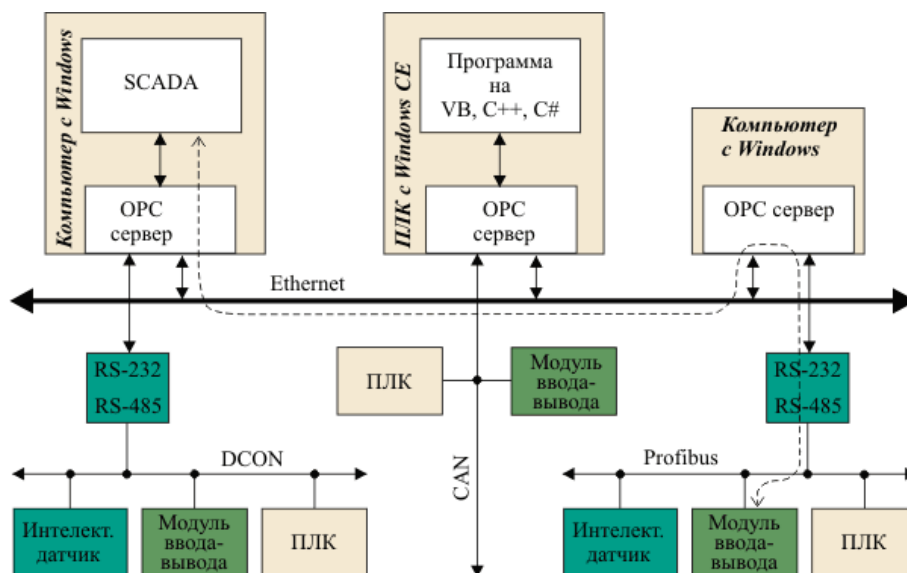 Компьютер с Windows
SCADA
OPC
сервер
ПЛК с Windows CE
Программа
на
VB, C++, C#
OPC
сервер
Компьютер
с Windows
OPC сервер
Ethernet
RS-232
RS-485
ПЛК
Модуль
ввода-
вывода
RS-232
RS-485
DCON
CAN
Profibus
Интелект.
датчик
Модуль
ввода-
вывода
ПЛК
Интелект.
датчик
Модуль
ввода-
вывода
ПЛК